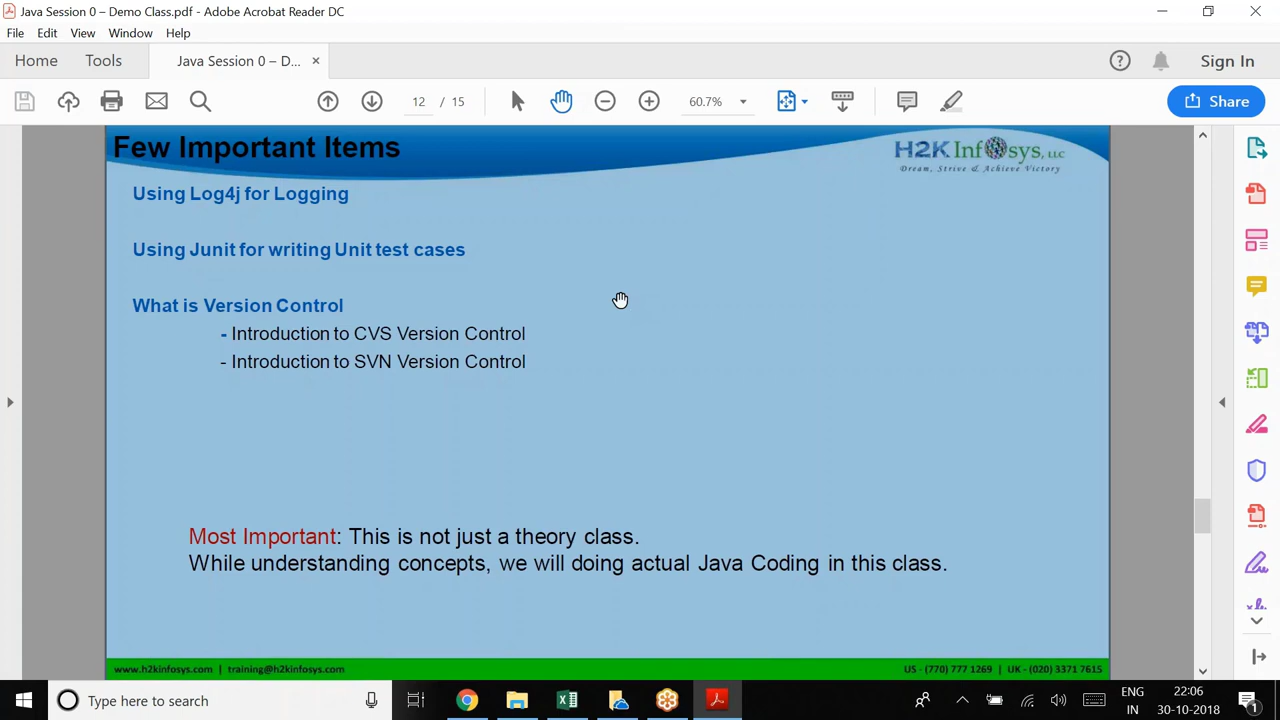 Java Session 0 – Demo Class.pdf - Adobe Acrobat Reader DC
File Edit View Window Help
Home Tools Java Session 0 – D... × Sign In
12 / 15 60.7% Share
Few Important Items
H2K Infosys, LLC
Dream, Strive & Achieve Victory
Using Log4j for Logging
Using Junit for writing Unit test cases
What is Version Control
- Introduction to CVS Version Control
- Introduction to SVN Version Control
Most Important: This is not just a theory class.
While understanding concepts, we will doing actual Java Coding in this class.
www.h2kinfosys.com | training@h2kinfosys.com US - (770) 777 1269 | UK - (020) 3371 7615
Type here to search ENG 22:06
IN 30-10-2018 1